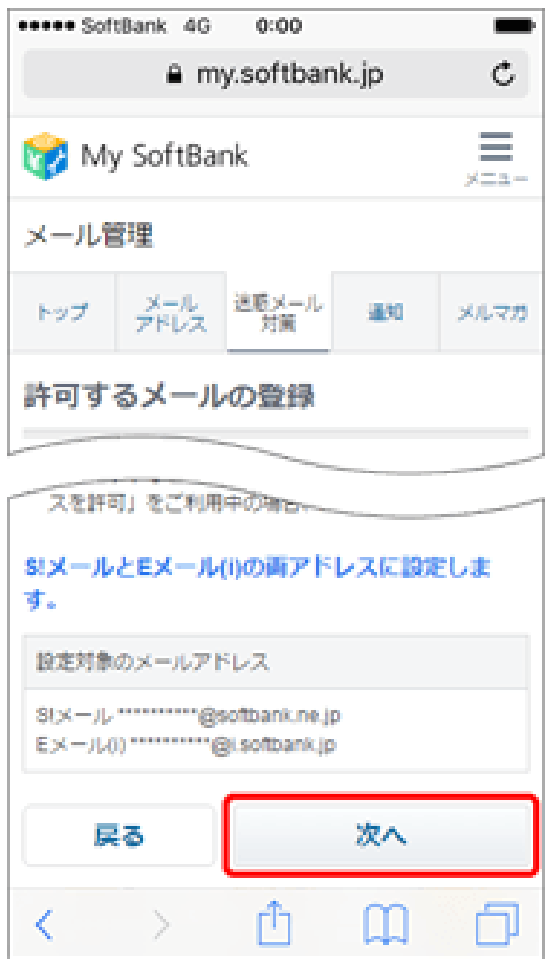 SoftBank 4G 0:00
my.softbank.jp
My SoftBank
メニュー
メール管理
トップ
メール
アドレス
迷惑メール
対策
通知
メルマガ
許可するメールの登録
スを許可」をご利用中の場合、
S!メールとEメール(i)の両アドレスに設定しま
す。
設定対象のメールアドレス
S!メール **********@softbank.ne.jp
Eメール(i) **********@i.softbank.jp
戻る
次へ